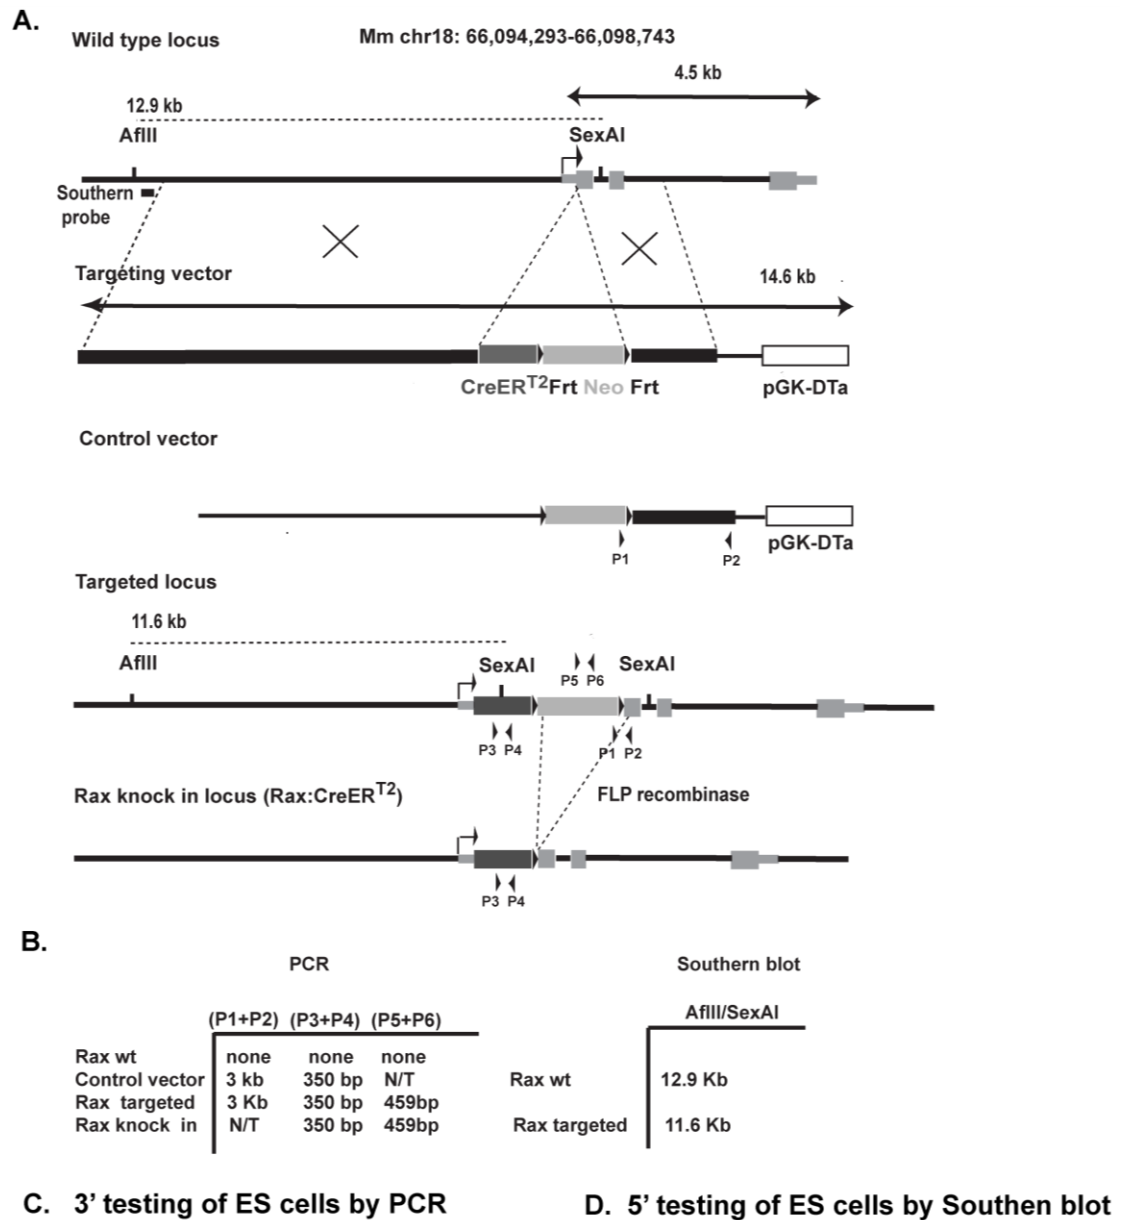 A.
Wild type locus
Mm chr18: 66,094,293-66,098,743
4.5 kb
12.9 kb
AflII
SexAI
Southern
probe
Targeting vector
14.6 kb
CreERT2Frt Neo Frt
pGK-DTa
Control vector
P1
P2
pGK-DTa
Targeted locus
11.6 kb
AflII
SexAI
SexAI
P5 P6
P3 P4
P1 P2
Rax knock in locus (Rax:CreERT2)
FLP recombinase
P3 P4
B.
PCR
Southern blot
(P1+P2) (P3+P4) (P5+P6)
AflII/SexAI
Rax wt none none none
Control vector 3 kb 350 bp N/T
Rax targeted 3 Kb 350 bp 459bp
Rax knock in N/T 350 bp 459bp
Rax wt 12.9 Kb
Rax targeted 11.6 Kb
C. 3’ testing of ES cells by PCR
D. 5’ testing of ES cells by Southen blot